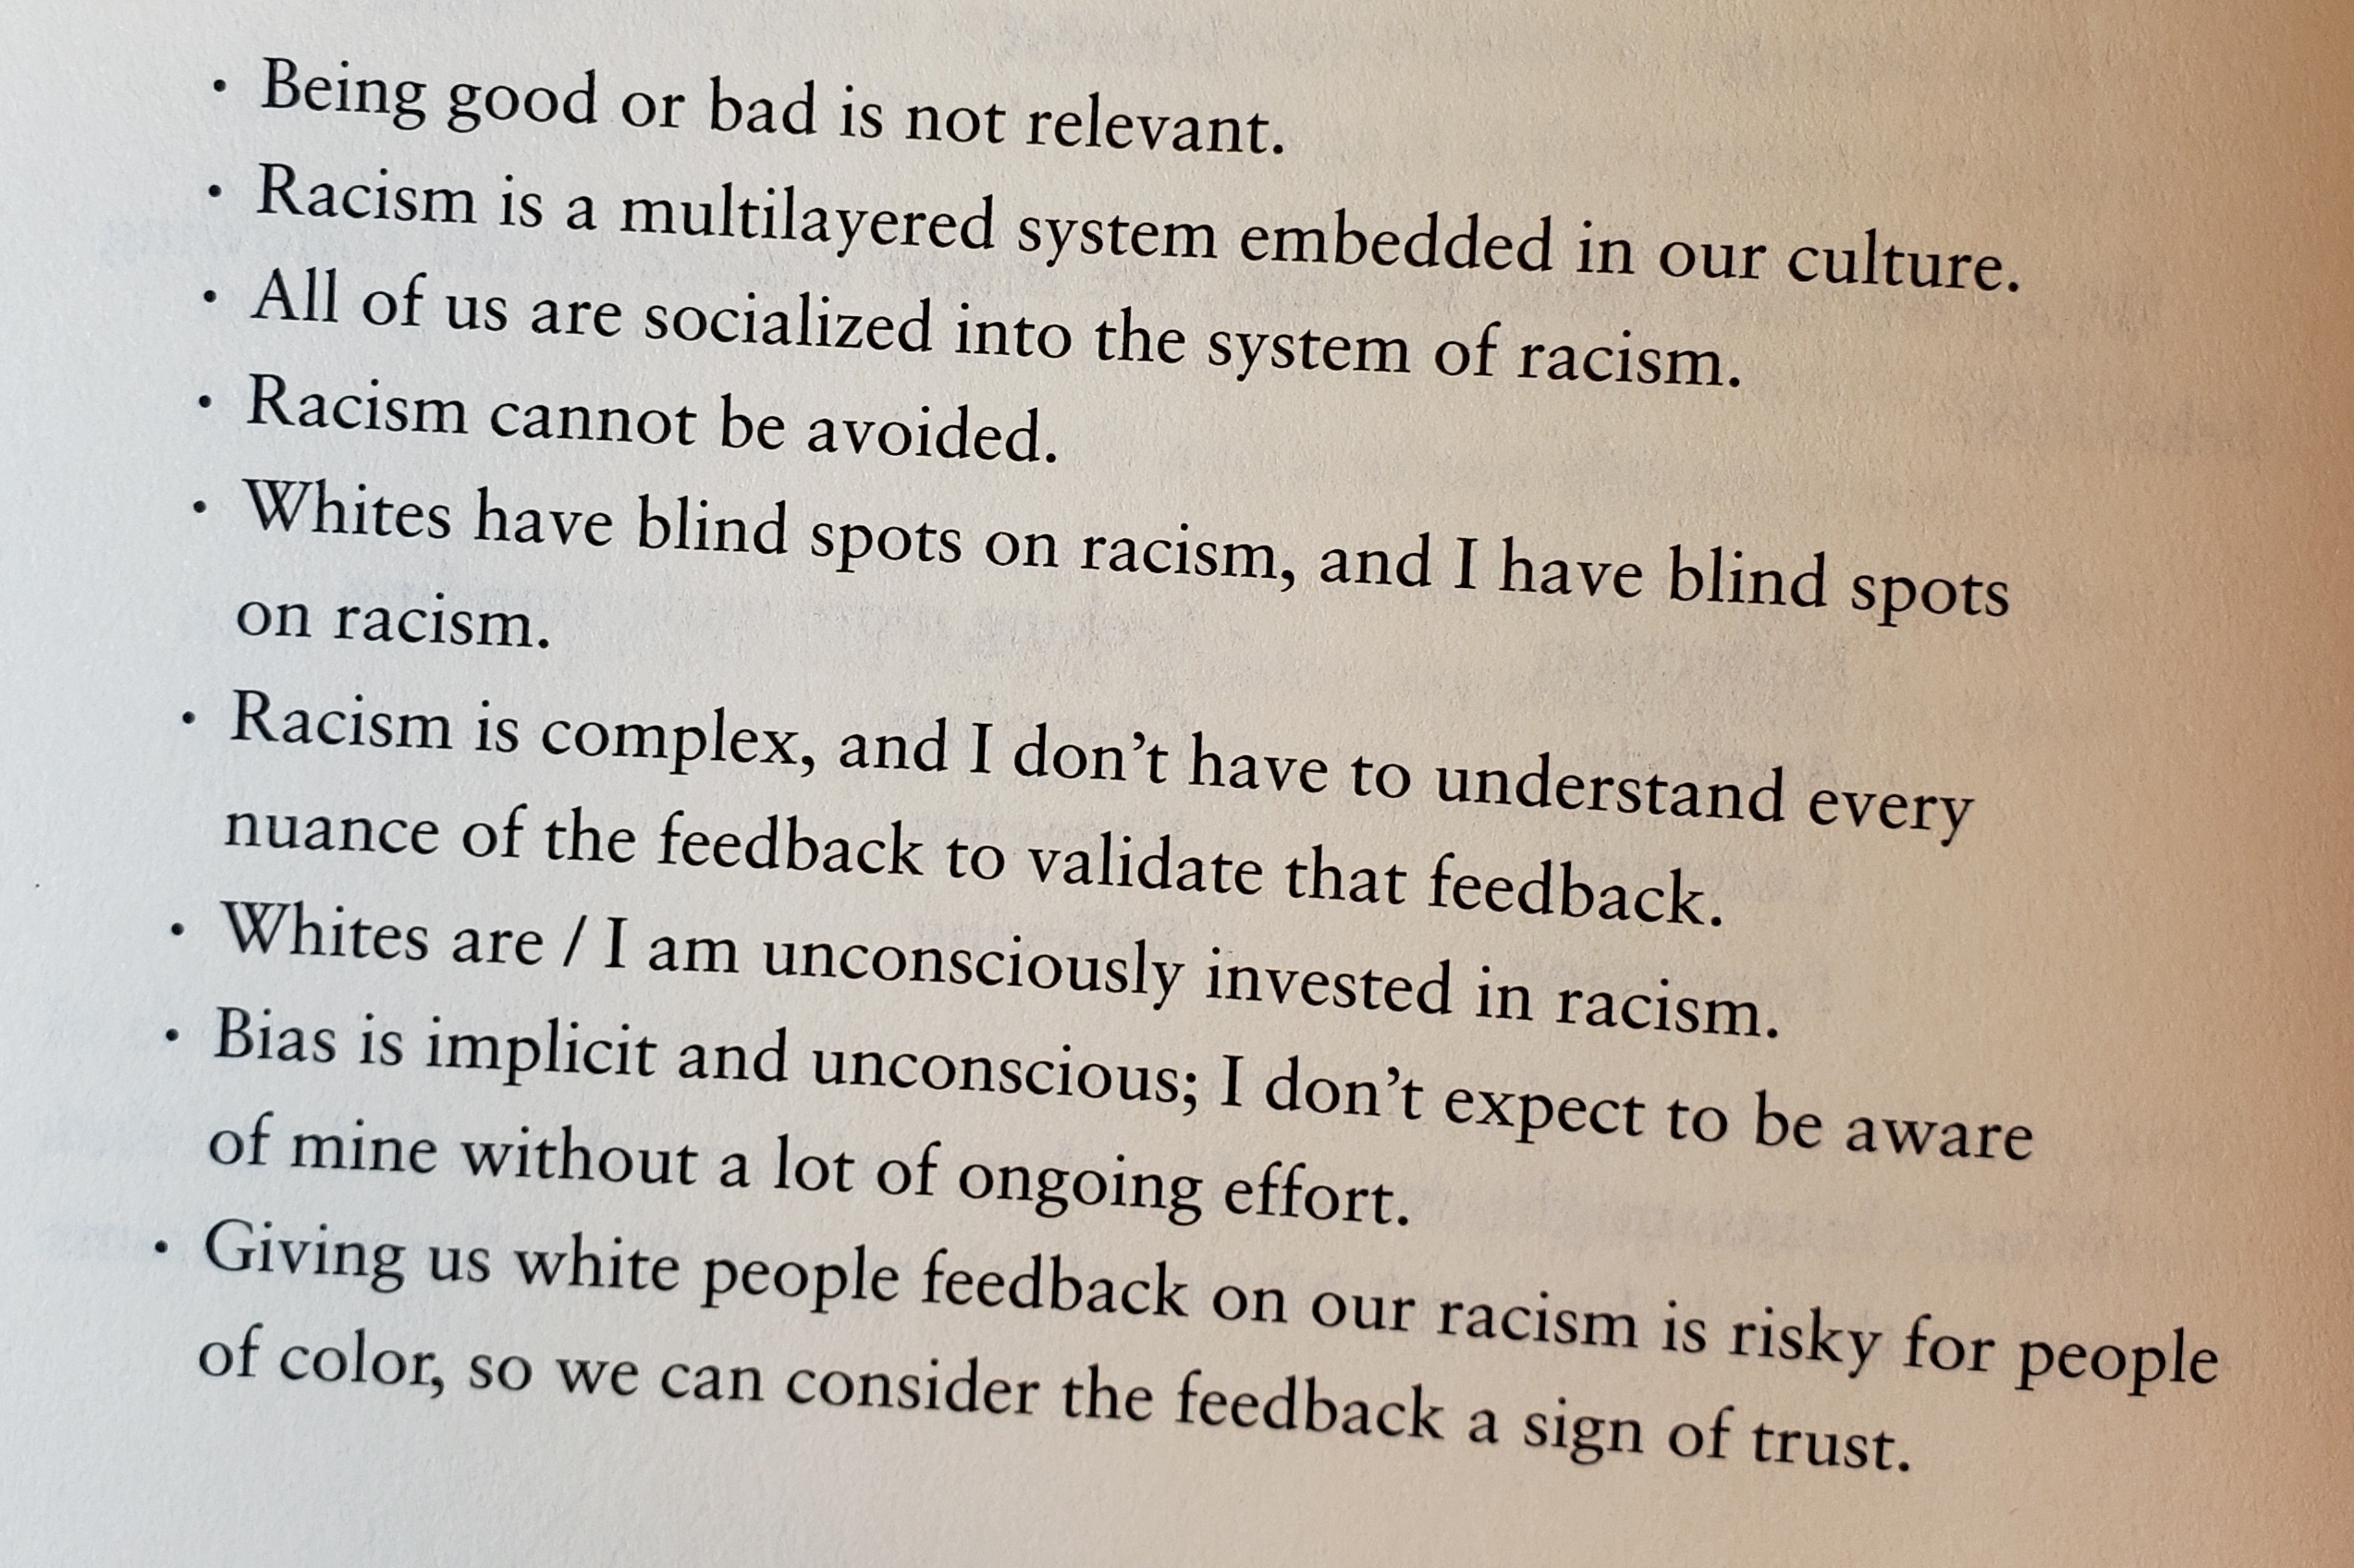 • Being good or bad is not relevant.
• Racism is a multilayered system embedded in our culture.
• All of us are socialized into the system of racism.
• Racism cannot be avoided.
• Whites have blind spots on racism, and I have blind spots
on racism.
• Racism is complex, and I don’t have to understand every
nuance of the feedback to validate that feedback.
• Whites are / I am unconsciously invested in racism.
• Bias is implicit and unconscious; I don’t expect to be aware
of mine without a lot of ongoing effort.
• Giving us white people feedback on our racism is risky for people
of color, so we can consider the feedback a sign of trust.